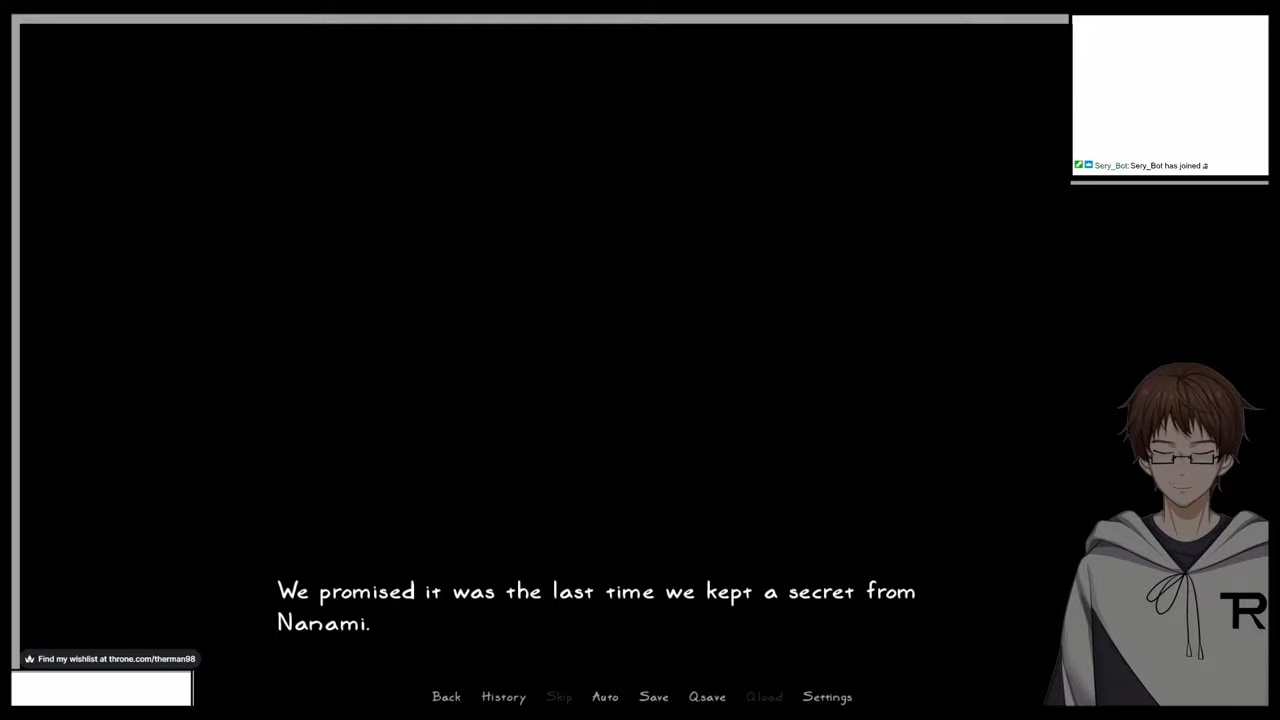 Sery_Bot: Sery_Bot has joined
We promised it was the last time we kept a secret from
Nanami.
TR
Find my wishlist at throne.com/therman98
Back History Skip Auto Save Qsave Qload Settings